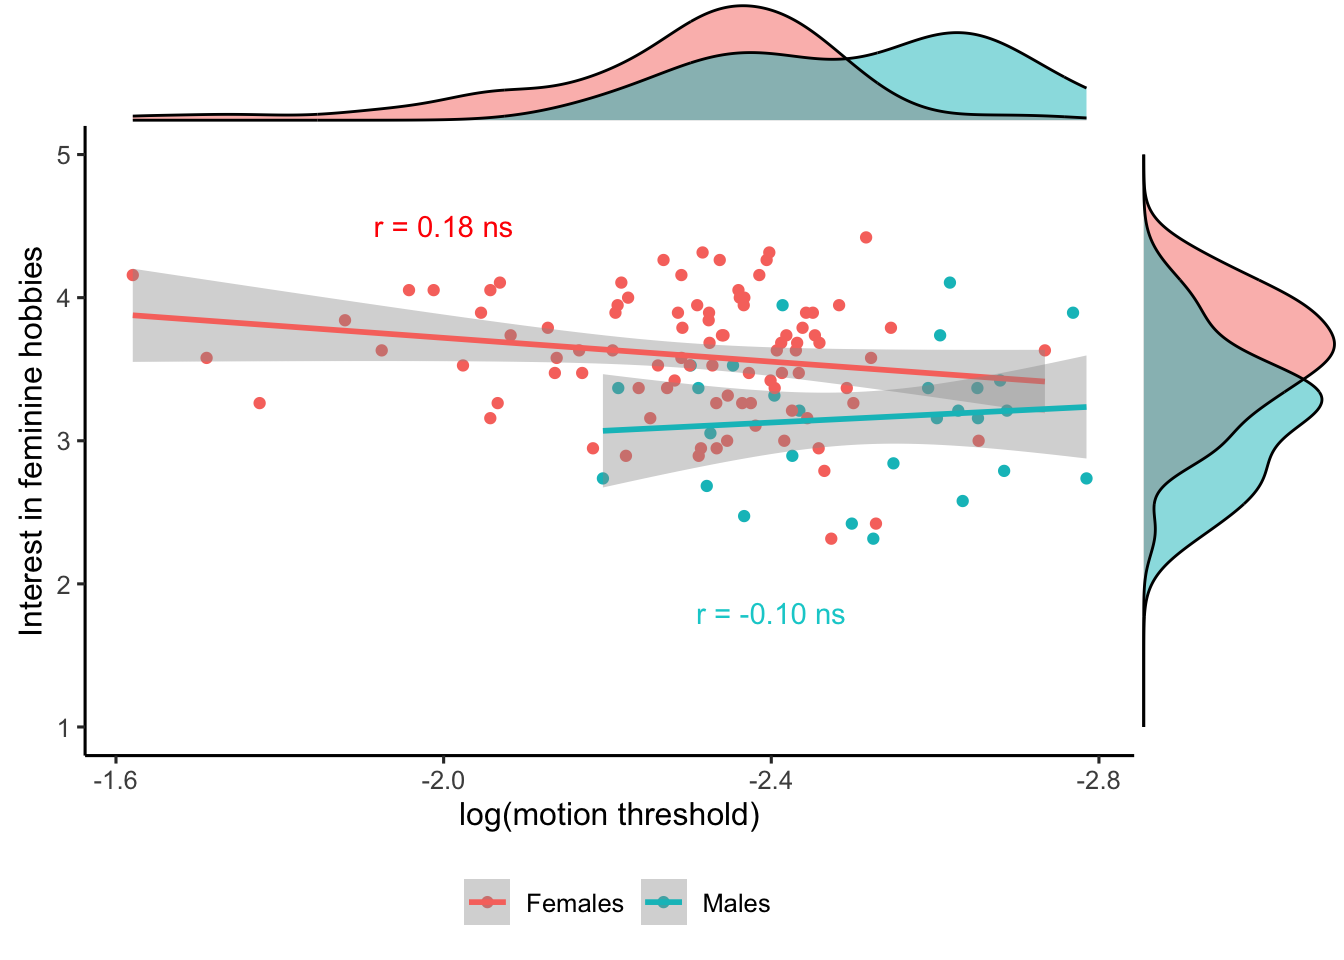 5
r = 0.18 ns
4
Interest in feminine hobbies
3
2
r = -0.10 ns
1
-1.6 -2.0 -2.4 -2.8
log(motion threshold)
Females Males